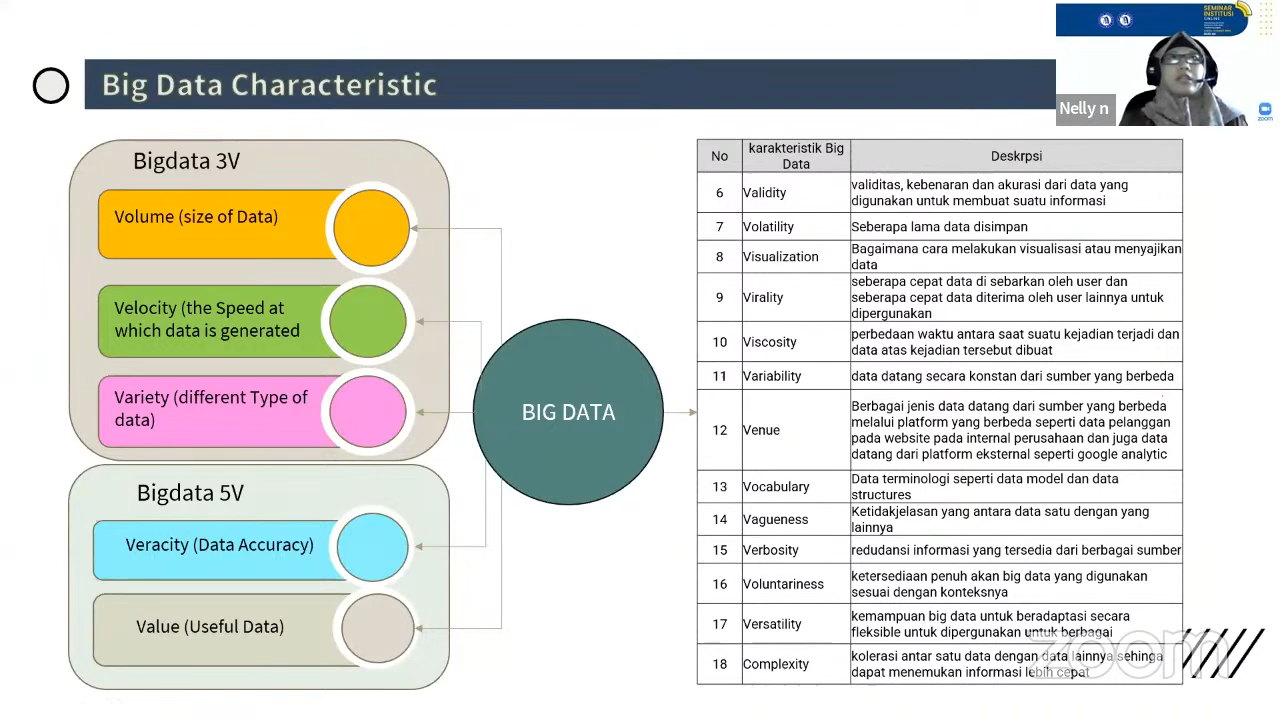 SEMINAR
INSTITUSI
ONLINE
Big Data Characteristic
Nelly n
zoom
Bigdata 3V
Volume (size of Data)
Velocity (the Speed at
which data is generated
Variety (different Type of
data)
Bigdata 5V
Veracity (Data Accuracy)
Value (Useful Data)
BIG DATA
No
karakteristik Big
Data
Deskrpsi
6
Validity
validitas, kebenaran dan akurasi dari data yang
digunakan untuk membuat suatu informasi
7
Volatility
Seberapa lama data disimpan
8
Visualization
Bagaimana cara melakukan visualisasi atau menyajikan
data
9
Virality
seberapa cepat data di sebarkan oleh user dan
seberapa cepat data diterima oleh user lainnya untuk
dipergunakan
10
Viscosity
perbedaan waktu antara saat suatu kejadian terjadi dan
data atas kejadian tersebut dibuat
11
Variability
data datang secara konstan dari sumber yang berbeda
12
Venue
Berbagai jenis data datang dari sumber yang berbeda
melalui platform yang berbeda seperti data pelanggan
pada website pada internal perusahaan dan juga data
datang dari platform eksternal seperti google analytic
13
Vocabulary
Data terminologi seperti data model dan data
structures
14
Vagueness
Ketidakjelasan yang antara data satu dengan yang
lainnya
15
Verbosity
redudansi informasi yang tersedia dari berbagai sumber
16
Voluntariness
ketersediaan penuh akan big data yang digunakan
sesuai dengan konteksnya
17
Versatility
kemampuan big data untuk beradaptasi secara
fleksible untuk dipergunakan untuk berbagai
18
Complexity
kolerasi antar satu data dengan data lainnya sehinga
dapat menemukan informasi lebih cepat
zoom